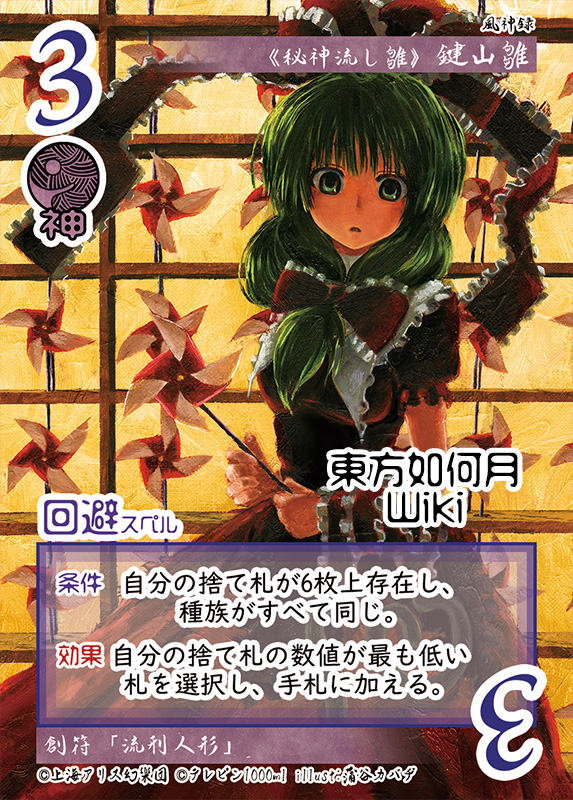 風神録
3
《秘神流し雛》 鍵山雛
神
東方如何月
Wiki
回避スペル
条件 自分の捨て札が6枚上存在し、
種族がすべて同じ。
効果 自分の捨て札の数値が最も低い
札を選択し、手札に加える。
3
創符「流刑人形」
©上海アリス幻樂団 ©テレピン1000ml illust:蒲谷カバヂ